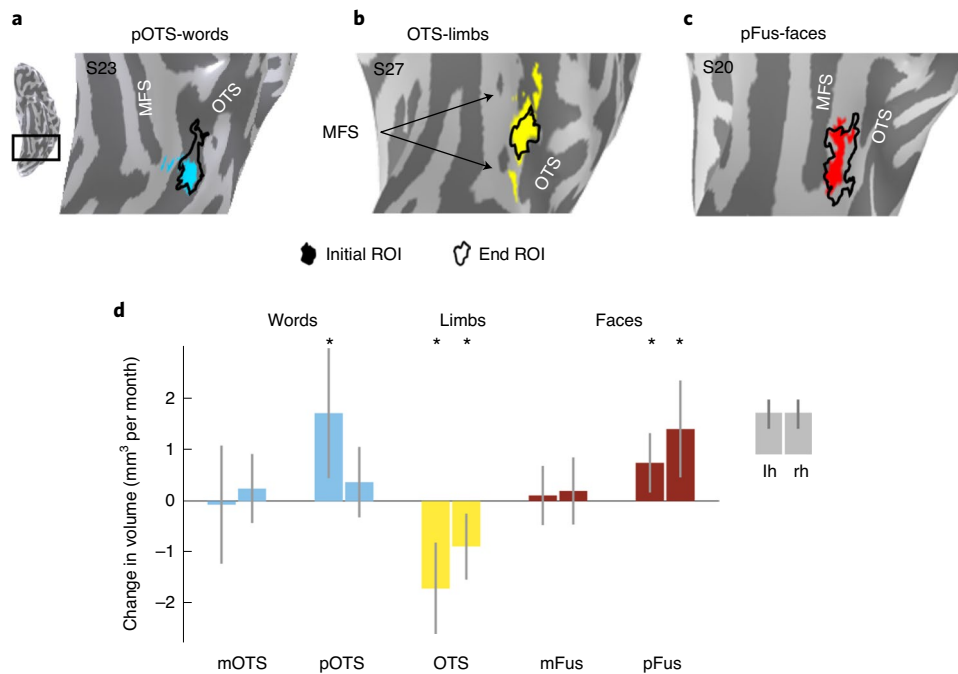 a
pOTS-words
S23
MFS
OTS
b
OTS-limbs
S27
MFS
OTS
c
pFus-faces
S20
MFS
OTS
Initial ROI
End ROI
d
Words Limbs Faces
* * * * *
Change in volume (mm³ per month)
2
1
0
−1
−2
mOTS pOTS OTS mFus pFus
lh rh